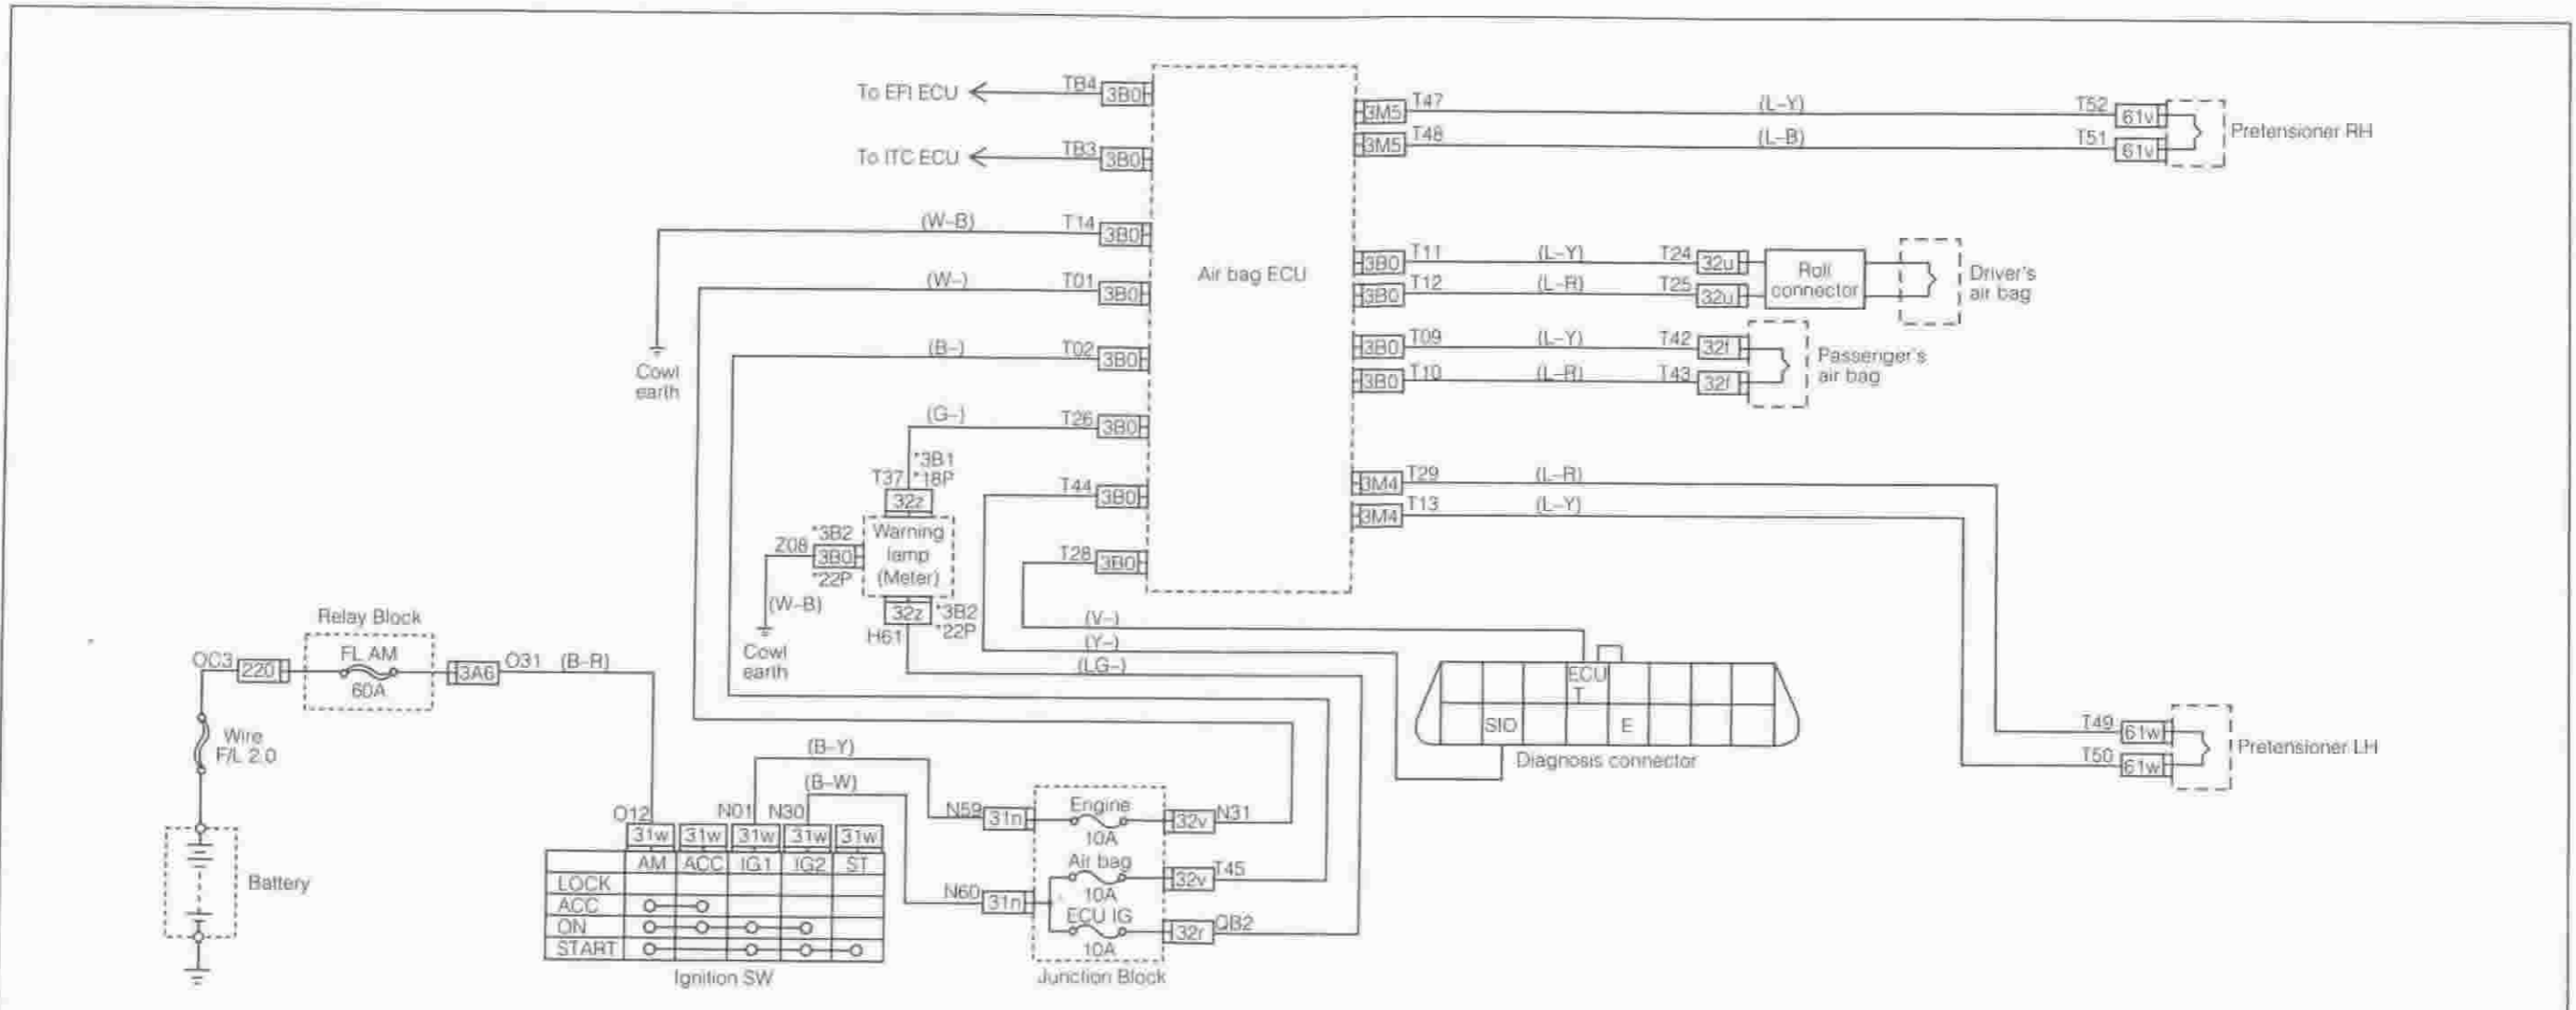 To EFI ECU
TB4
3B0
To ITC ECU
TB3
3B0
(W-B)
T14
3B0
Cowl
earth
(W-)
T01
3B0
(B-)
T02
3B0
(G-)
T26
3B0
T44
3B0
T28
3B0
Air bag ECU
3M5
T47
(L-Y)
T52
61v
3M5
T48
(L-B)
T51
61v
Pretensioner RH
3B0
T11
(L-Y)
T24
32u
3B0
T12
(L-R)
T25
32u
Roll
connector
Driver's
air bag
3B0
T09
(L-Y)
T42
32f
3B0
T10
(L-R)
T43
32f
Passenger's
air bag
3M4
T29
(L-R)
3M4
T13
(L-Y)
T49
61w
T50
61w
Pretensioner LH
*3B1
T37
*18P
32z
Warning
lamp
(Meter)
*3B2
Z08
3B0
*22P
(W-B)
Cowl
earth
32z
*3B2
*22P
H61
(V-)
(Y-)
(LG-)
ECU
T
SIO
E
Diagnosis connector
Relay Block
OC3
220
FL AM
60A
3A6
O31
(B-R)
Wire
F/L 2.0
Battery
(B-Y)
(B-W)
O12
N01
N30
31w
31w
31w
31w
31w
AM
ACC
IG1
IG2
ST
LOCK
ACC
ON
START
Ignition SW
N59
31n
Engine
10A
32v
N31
Air bag
10A
32v
T45
N60
31n
ECU IG
10A
32r
QB2
Junction Block